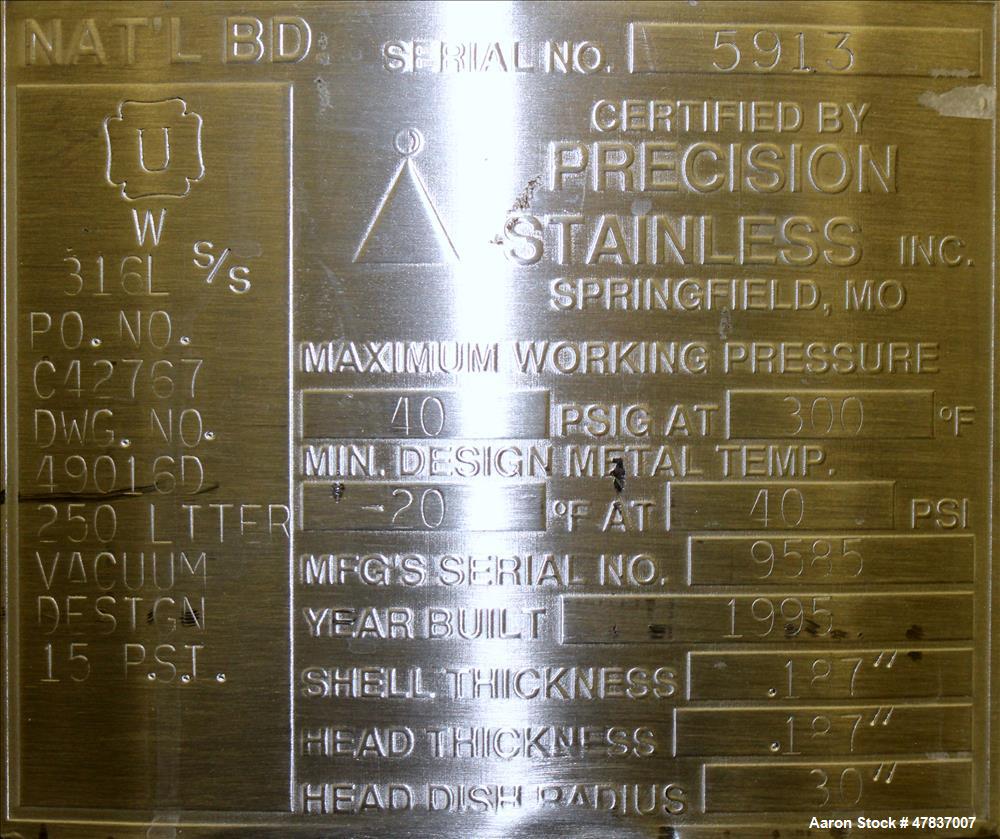 NAT'L BD.
SERIAL NO. 5913
U
W
316L S/S
PO. NO.
C42767
DWG. NO.
49016D
250 LITTER
VACUUM
DESIGN
15 P.S.I.
CERTIFIED BY
PRECISION
STAINLESS INC.
SPRINGFIELD, MO
MAXIMUM WORKING PRESSURE
40 PSIG AT 300 °F
MIN. DESIGN METAL TEMP.
-20 °F AT 40 PSI
MFG'S SERIAL NO. 9585
YEAR BUILT 1995
SHELL THICKNESS .187"
HEAD THICKNESS .187"
HEAD DISH RADIUS 30"
Aaron Stock # 47837007